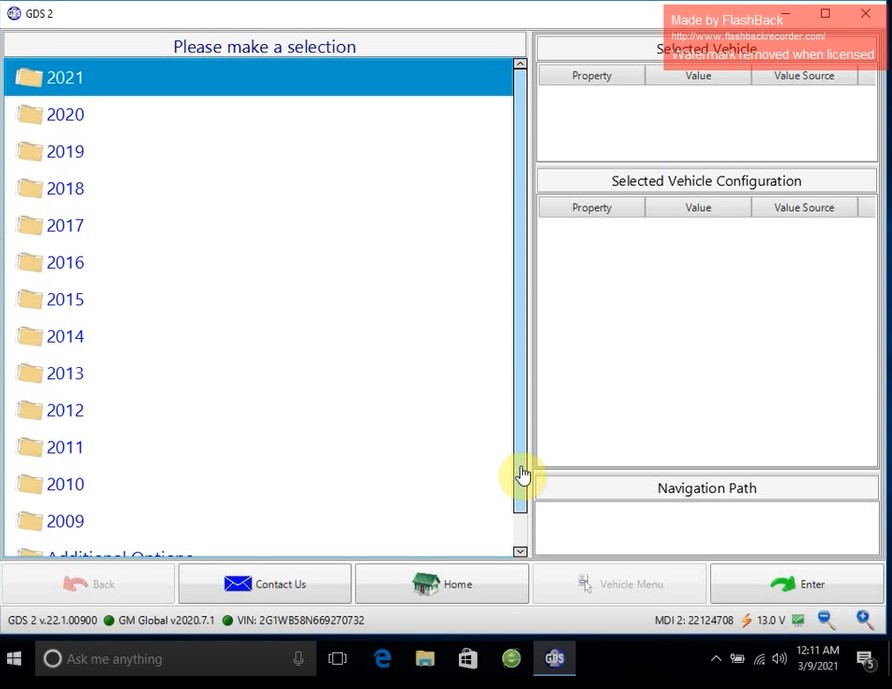 GDS 2
Made by FlashBack
http://www.flashbackrecorder.com/
Watermark removed when licensed
Please make a selection
Selected Vehicle
Property Value Value Source
2021
2020
2019
2018
2017
2016
2015
2014
2013
2012
2011
2010
2009
Additional Options
Selected Vehicle Configuration
Property Value Value Source
Navigation Path
Back Contact Us Home Vehicle Menu Enter
GDS 2 v.22.1.00900 GM Global v2020.7.1 VIN: 2G1WB58N669270732 MDI 2: 22124708 13.0 V
Ask me anything
GDS
12:11 AM
3/9/2021
5